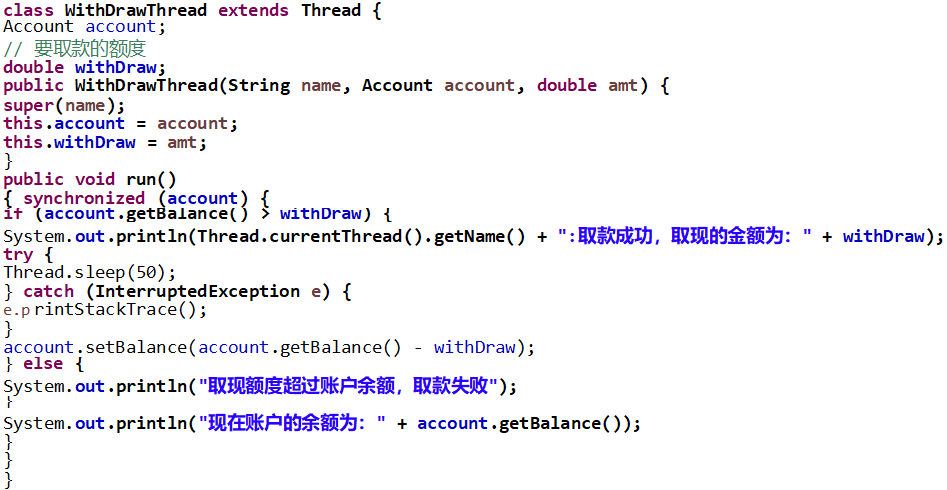 class WithDrawThread extends Thread {
Account account;
// 要取款的额度
double withDraw;
public WithDrawThread(String name, Account account, double amt) {
super(name);
this.account = account;
this.withDraw = amt;
}
public void run()
{ synchronized (account) {
if (account.getBalance() > withDraw) {
System.out.println(Thread.currentThread().getName() + ":取款成功，取现的金额为：" + withDraw);
try {
Thread.sleep(50);
} catch (InterruptedException e) {
e.p rintStackTrace();
}
account.setBalance(account.getBalance() - withDraw);
} else {
System.out.println("取现额度超过账户余额，取款失败");
}
System.out.println("现在账户的余额为：" + account.getBalance());
}
}
}